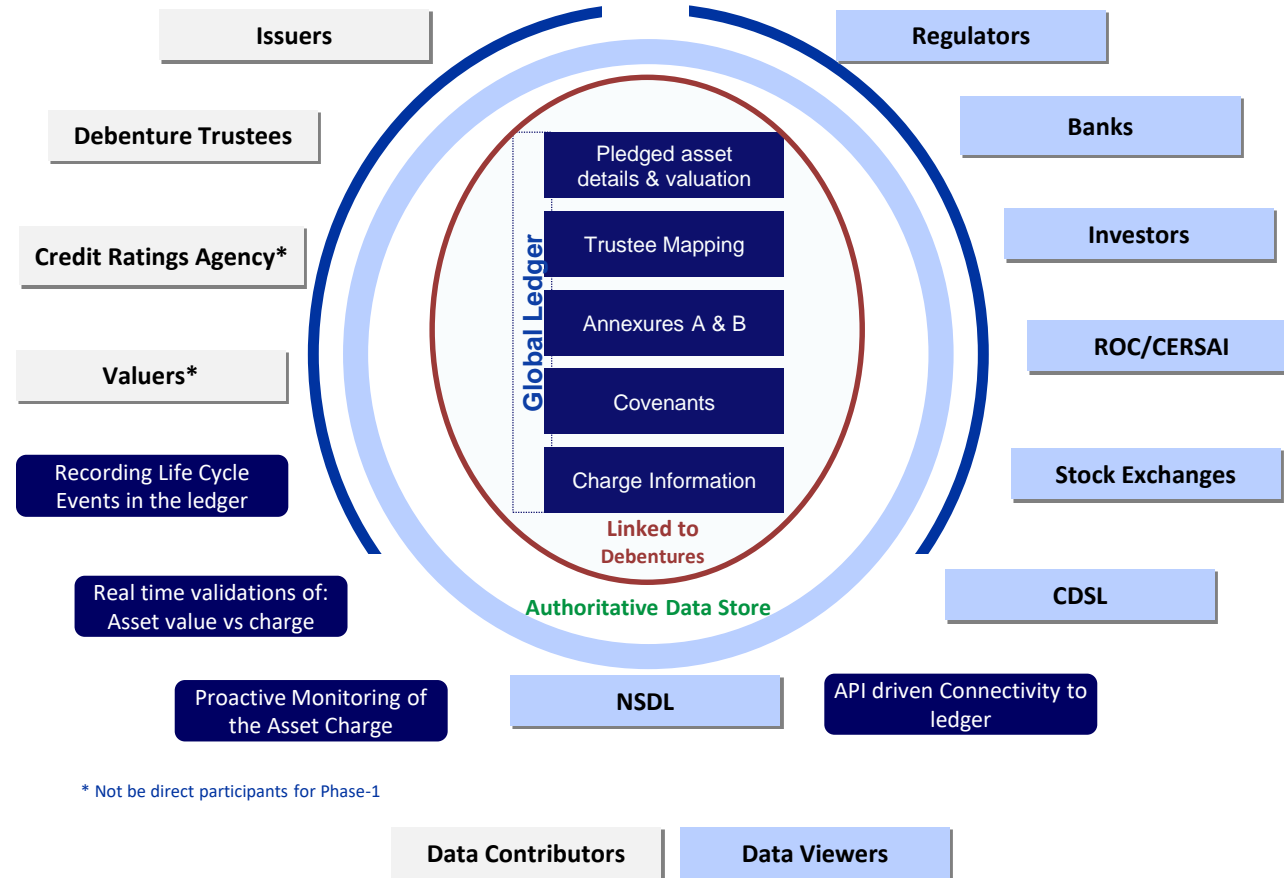 Issuers
Regulators
Debenture Trustees
Banks
Credit Ratings Agency*
Investors
Valuers*
ROC/CERSAI
Stock Exchanges
CDSL
NSDL
Global Ledger
Pledged asset
details & valuation
Trustee Mapping
Annexures A & B
Covenants
Charge Information
Linked to
Debentures
Authoritative Data Store
Recording Life Cycle
Events in the ledger
Real time validations of:
Asset value vs charge
Proactive Monitoring of
the Asset Charge
API driven Connectivity to
ledger
* Not be direct participants for Phase-1
Data Contributors
Data Viewers